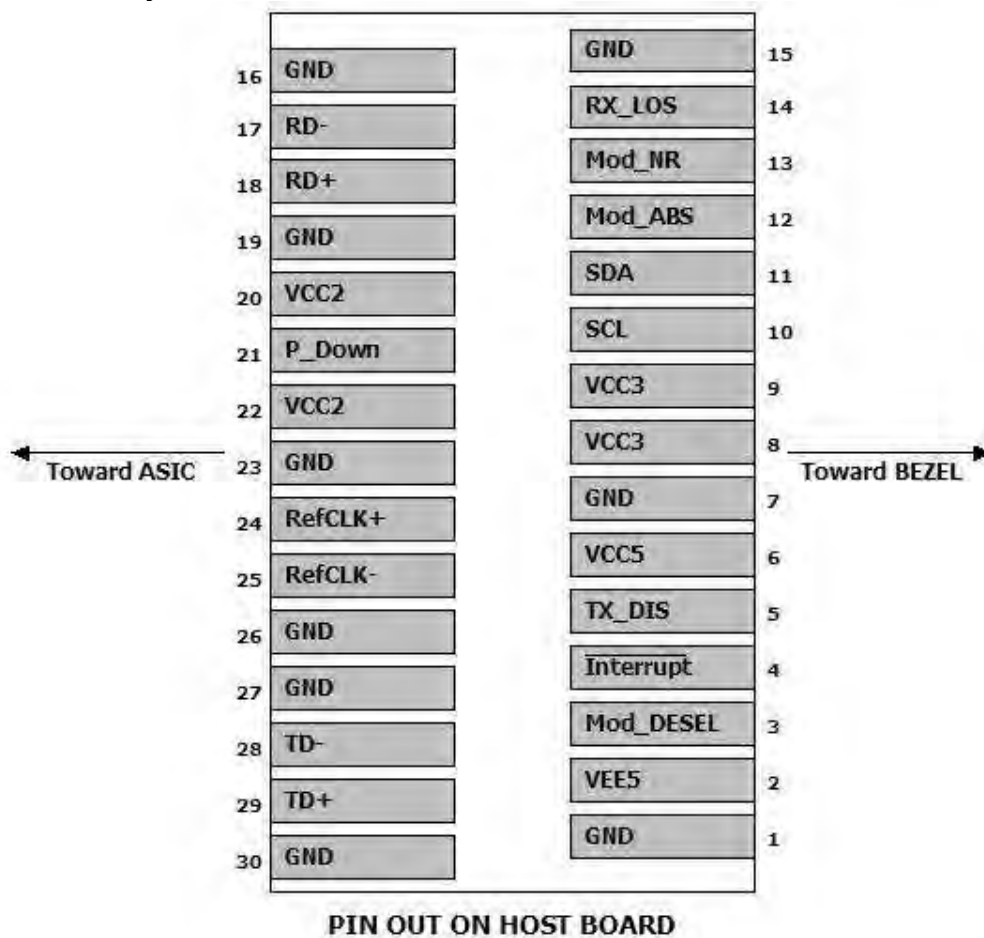 GND 15
16 GND
RX_LOS 14
17 RD-
Mod_NR 13
18 RD+
Mod_ABS 12
19 GND
SDA 11
20 VCC2
SCL 10
21 P_Down
VCC3 9
22 VCC2
VCC3 8
Toward ASIC 23 GND
Toward BEZEL
GND 7
24 RefCLK+
VCC5 6
25 RefCLK-
TX_DIS 5
26 GND
Interrupt 4
27 GND
Mod_DESEL 3
28 TD-
VEE5 2
29 TD+
GND 1
30 GND
PIN OUT ON HOST BOARD